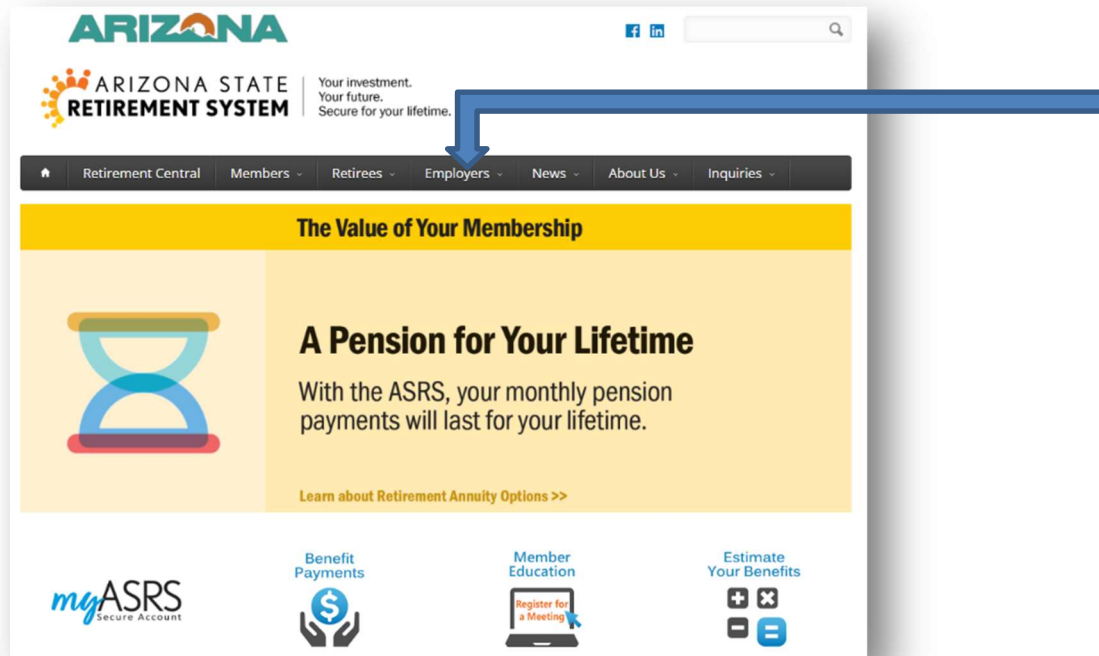 ARIZONA
ARIZONA STATE
RETIREMENT SYSTEM
Your investment.
Your future.
Secure for your lifetime.
Retirement Central Members Retirees Employers News About Us Inquiries
The Value of Your Membership
A Pension for Your Lifetime
With the ASRS, your monthly pension
payments will last for your lifetime.
Learn about Retirement Annuity Options >>
myASRS
Secure Account
Benefit
Payments
Member
Education
Register for
a Meeting
Estimate
Your Benefits